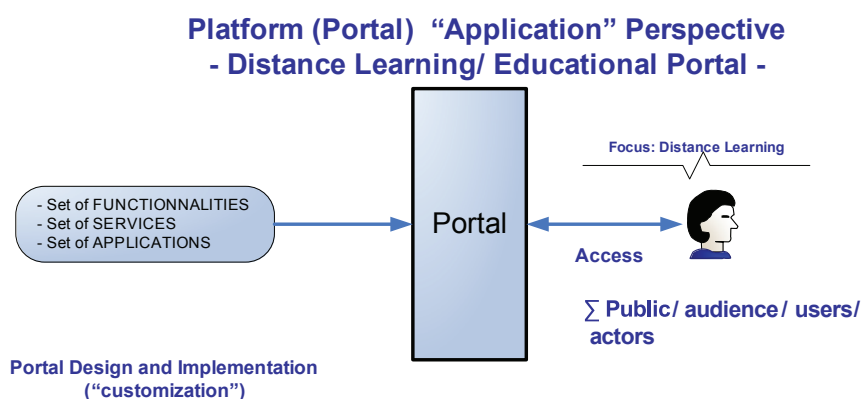 Platform (Portal) “Application” Perspective
- Distance Learning/ Educational Portal -
Focus: Distance Learning
- Set of FUNCTIONNALITIES
- Set of SERVICES
- Set of APPLICATIONS
Portal
Access
∑ Public/ audience/ users/
actors
Portal Design and Implementation
(“customization”)